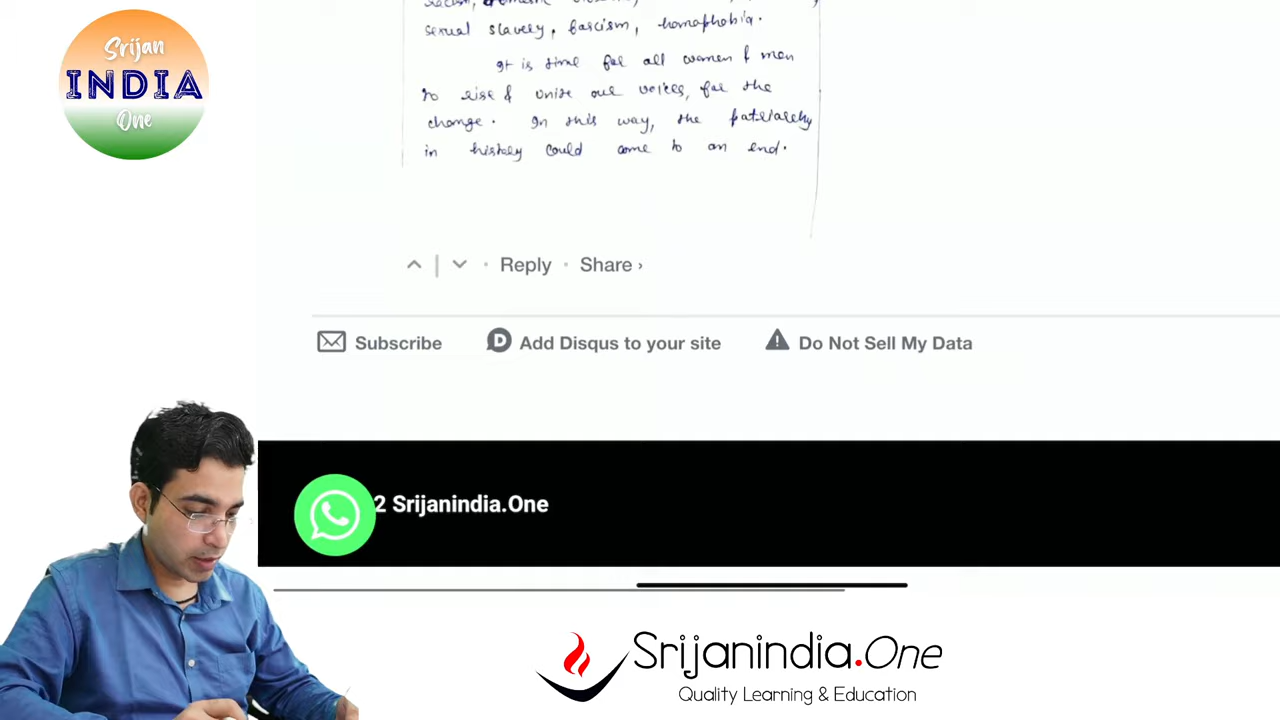 Srijan
INDIA
One
sexual slavery, fascism, homophobia.
It is time for all women & men
to rise & unite our voices, for the
change. In this way, the patriarchy
in history could come to an end.
Reply
Share ›
Subscribe
D
Add Disqus to your site
Do Not Sell My Data
2 Srijanindia.One
Srijanindia.One
Quality Learning & Education